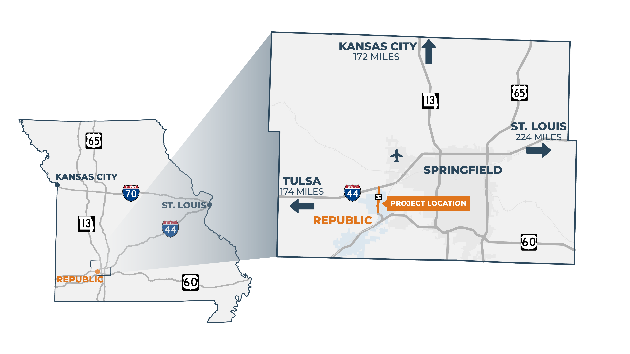 KANSAS CITY
172 MILES
13
65
ST. LOUIS
224 MILES
SPRINGFIELD
TULSA
174 MILES
44
PROJECT LOCATION
REPUBLIC
60
65
KANSAS CITY
70
ST. LOUIS
13
44
REPUBLIC
60